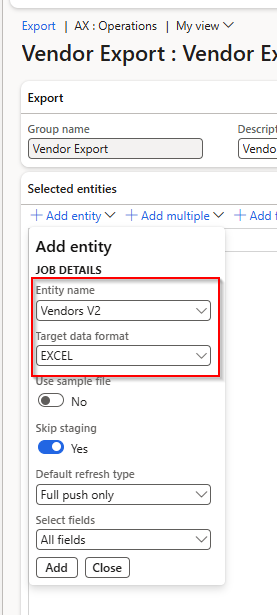 Export | AX : Operations | My view
Vendor Export : Vendor Ex
Export
Group name Descript
Vendor Export Vendo
Selected entities
+ Add entity + Add multiple + Add
Add entity
JOB DETAILS
Entity name
Vendors V2
Target data format
EXCEL
Use sample file
No
Skip staging
Yes
Default refresh type
Full push only
Select fields
All fields
Add Close